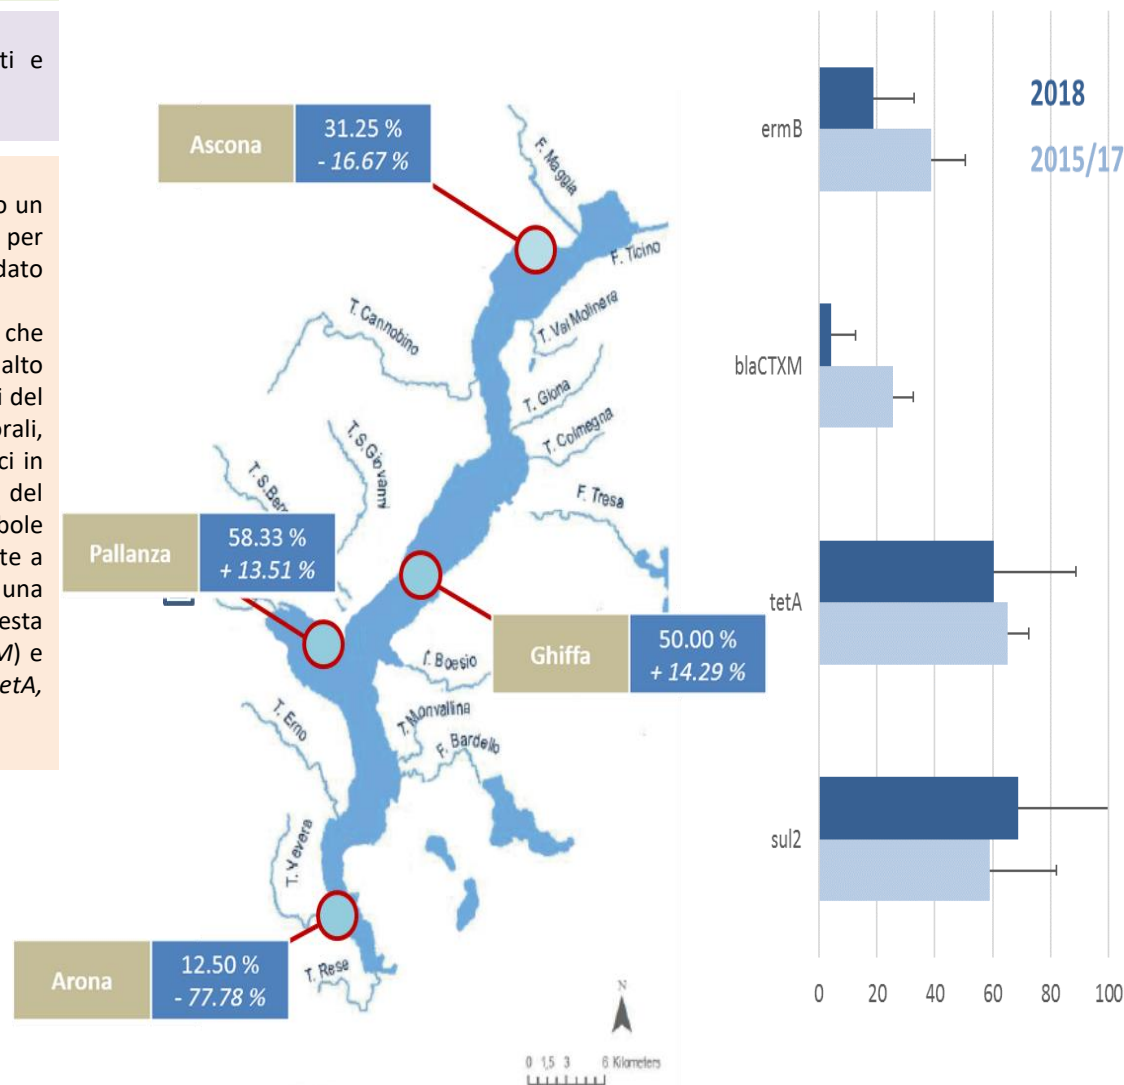 ti e
o un
per
dato
che
alto
i del
orali,
ci in
del
bole
te a
una
esta
M) e
etA,
Ascona
31.25 %
- 16.67 %
F. Maggia
F. Ticino
T. Cannobino
T. Val Molinera
T. Giona
T. Colmegna
T. S. Giovanni
T. S. Bern
F. Tresa
Pallanza
58.33 %
+ 13.51 %
Ghiffa
50.00 %
+ 14.29 %
T. Boesio
T. Monvallina
F. Bardello
T. Erno
T. Vevera
Arona
12.50 %
- 77.78 %
T. Rese
N
0 1,5 3 6 Kilometers
2018
2015/17
ermB
blaCTXM
tetA
sul2
0 20 40 60 80 100